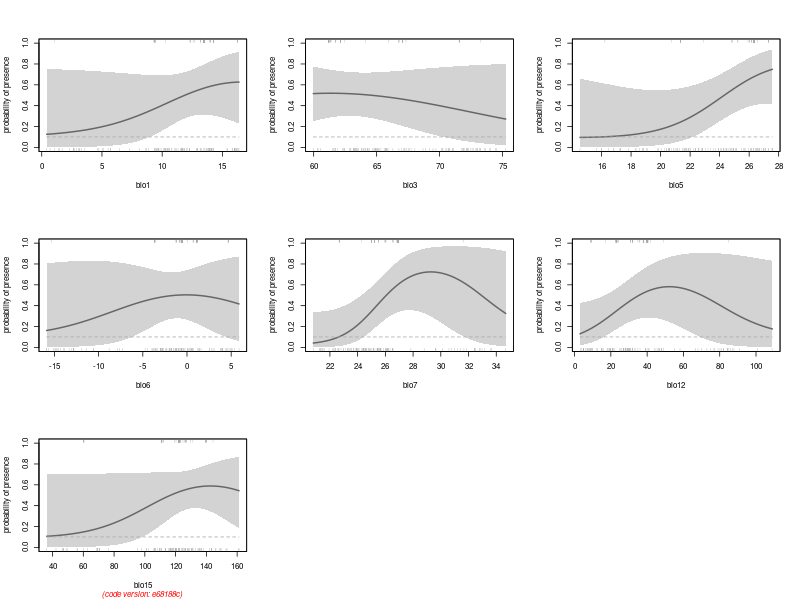 probability of presence
0.0 0.2 0.4 0.6 0.8 1.0
0 5 10 15
bio1
probability of presence
0.0 0.2 0.4 0.6 0.8 1.0
60 65 70 75
bio3
probability of presence
0.0 0.2 0.4 0.6 0.8 1.0
16 18 20 22 24 26 28
bio5
probability of presence
0.0 0.2 0.4 0.6 0.8 1.0
-15 -10 -5 0 5
bio6
probability of presence
0.0 0.2 0.4 0.6 0.8 1.0
22 24 26 28 30 32 34
bio7
probability of presence
0.0 0.2 0.4 0.6 0.8 1.0
0 20 40 60 80 100
bio12
probability of presence
0.0 0.2 0.4 0.6 0.8 1.0
40 60 80 100 120 140 160
bio15
(code version: e68188c)